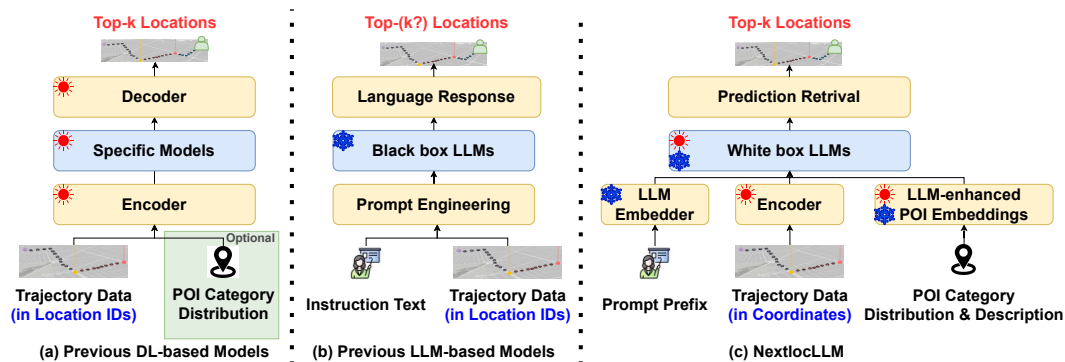 Top-k Locations
Decoder
Specific Models
Encoder
Optional
Trajectory Data
(in Location IDs)
POI Category
Distribution
(a) Previous DL-based Models
Top-(k?) Locations
Language Response
Black box LLMs
Prompt Engineering
Instruction Text
Trajectory Data
(in Location IDs)
(b) Previous LLM-based Models
Top-k Locations
Prediction Retrival
White box LLMs
LLM
Embedder
Encoder
LLM-enhanced
POI Embeddings
Prompt Prefix
Trajectory Data
(in Coordinates)
POI Category
Distribution & Description
(c) NextlocLLM